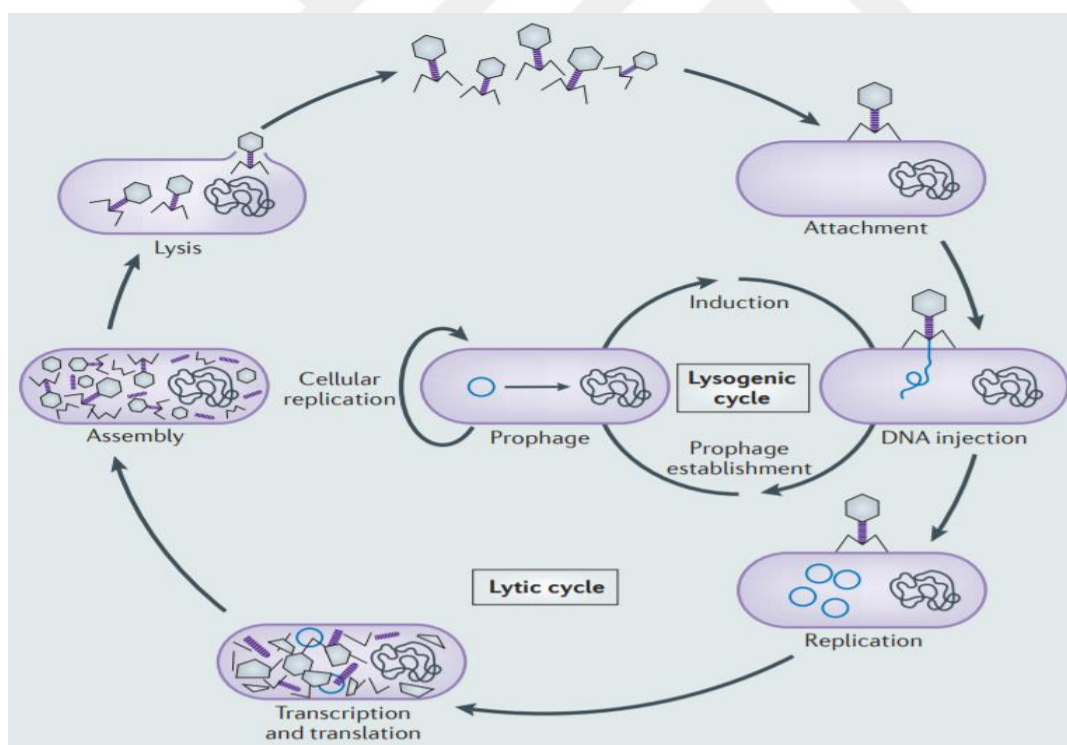 Lysis
Attachment
Induction
Cellular
replication
Lysogenic
cycle
Assembly
Prophage
DNA injection
Prophage
establishment
Lytic cycle
Replication
Transcription
and translation